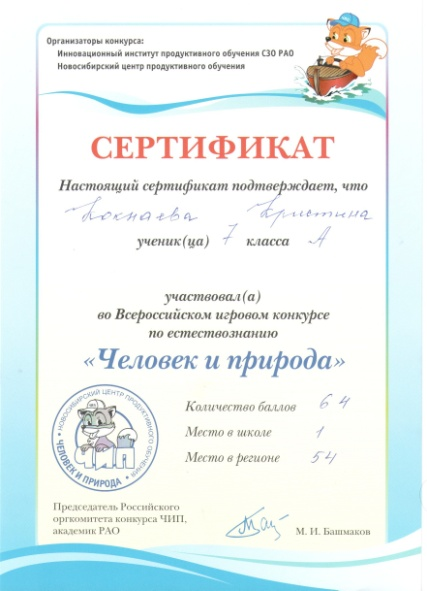 Организаторы конкурса:
Инновационный институт продуктивного обучения СЗО РАО
Новосибирский центр продуктивного обучения
СЕРТИФИКАТ
Настоящий сертификат подтверждает, что
Кристина
ученик(ца) 7 класса А
участвовал(а)
во Всероссийском игровом конкурсе
по естествознанию
«Человек и природа»
НОВОСИБИРСКИЙ ЦЕНТР ПРОДУКТИВНОГО ОБУЧЕНИЯ
ЧИП
ЧЕЛОВЕК И ПРИРОДА
Количество баллов 64
Место в школе 1
Место в регионе 54
Председатель Российского
оргкомитета конкурса ЧИП,
академик РАО
М. И. Башмаков